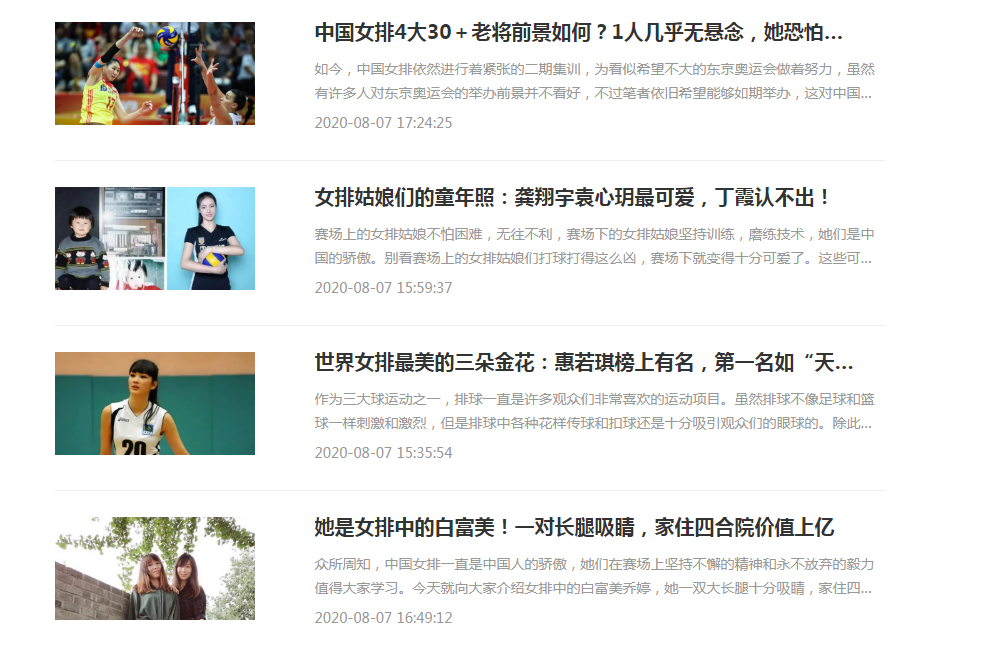 中国女排4大30＋老将前景如何？1人几乎无悬念，她恐怕...
如今，中国女排依然进行着紧张的二期集训，为看似希望不大的东京奥运会做着努力，虽然
有许多人对东京奥运会的举办前景并不看好，不过笔者依旧希望能够如期举办，这对中国...
2020-08-07 17:24:25
女排姑娘们的童年照：龚翔宇袁心玥最可爱，丁霞认不出！
赛场上的女排姑娘不怕困难，无往不利，赛场下的女排姑娘坚持训练，磨练技术，她们是中
国的骄傲。别看赛场上的女排姑娘们打球打得这么凶，赛场下就变得十分可爱了。这些可...
2020-08-07 15:59:37
世界女排最美的三朵金花：惠若琪榜上有名，第一名如“天...
作为三大球运动之一，排球一直是许多观众们非常喜欢的运动项目。虽然排球不像足球和篮
球一样刺激和激烈，但是排球中各种花样传球和扣球还是十分吸引观众们的眼球的。除此...
20
2020-08-07 15:35:54
她是女排中的白富美！一对长腿吸睛，家住四合院价值上亿
众所周知，中国女排一直是中国人的骄傲，她们在赛场上坚持不懈的精神和永不放弃的毅力
值得大家学习。今天就向大家介绍女排中的白富美乔婷，她一双大长腿十分吸睛，家住四...
2020-08-07 16:49:12